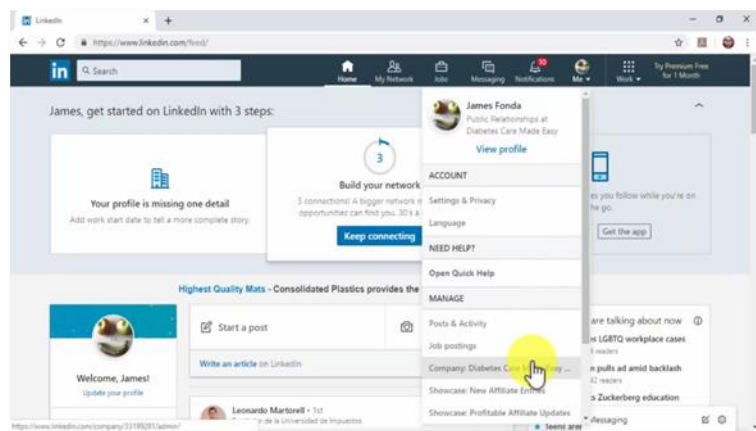 LinkedIn
https://www.linkedin.com/feed/
in
Search
Home
My Network
Jobs
Messaging
Notifications
Me
Work
Try Premium Free
for 1 Month
James, get started on LinkedIn with 3 steps:
Your profile is missing one detail
Add work start date to tell a more complete story.
3
Build your network
3 connections! A bigger network
opportunities can find you. 30's a
Keep connecting
es you follow while you're on
he go.
Get the app
James Fonda
Public Relationships at
Diabetes Care Made Easy
View profile
ACCOUNT
Settings & Privacy
Language
NEED HELP?
Open Quick Help
MANAGE
Posts & Activity
Job postings
Company: Diabetes Care Made Easy ...
Showcase: New Affiliate Entries
Showcase: Profitable Affiliate Updates
Highest Quality Mats - Consolidated Plastics provides the
Welcome, James!
Update your profile
Start a post
Write an article on LinkedIn
Leonardo Martorell • 1st
de la Universidad de Impuestos
are talking about now
LGBTQ workplace cases
readers
pulls ad amid backlash
42 readers
Zuckerberg education
Teens are
Messaging
https://www.linkedin.com/company/33199291/admin/